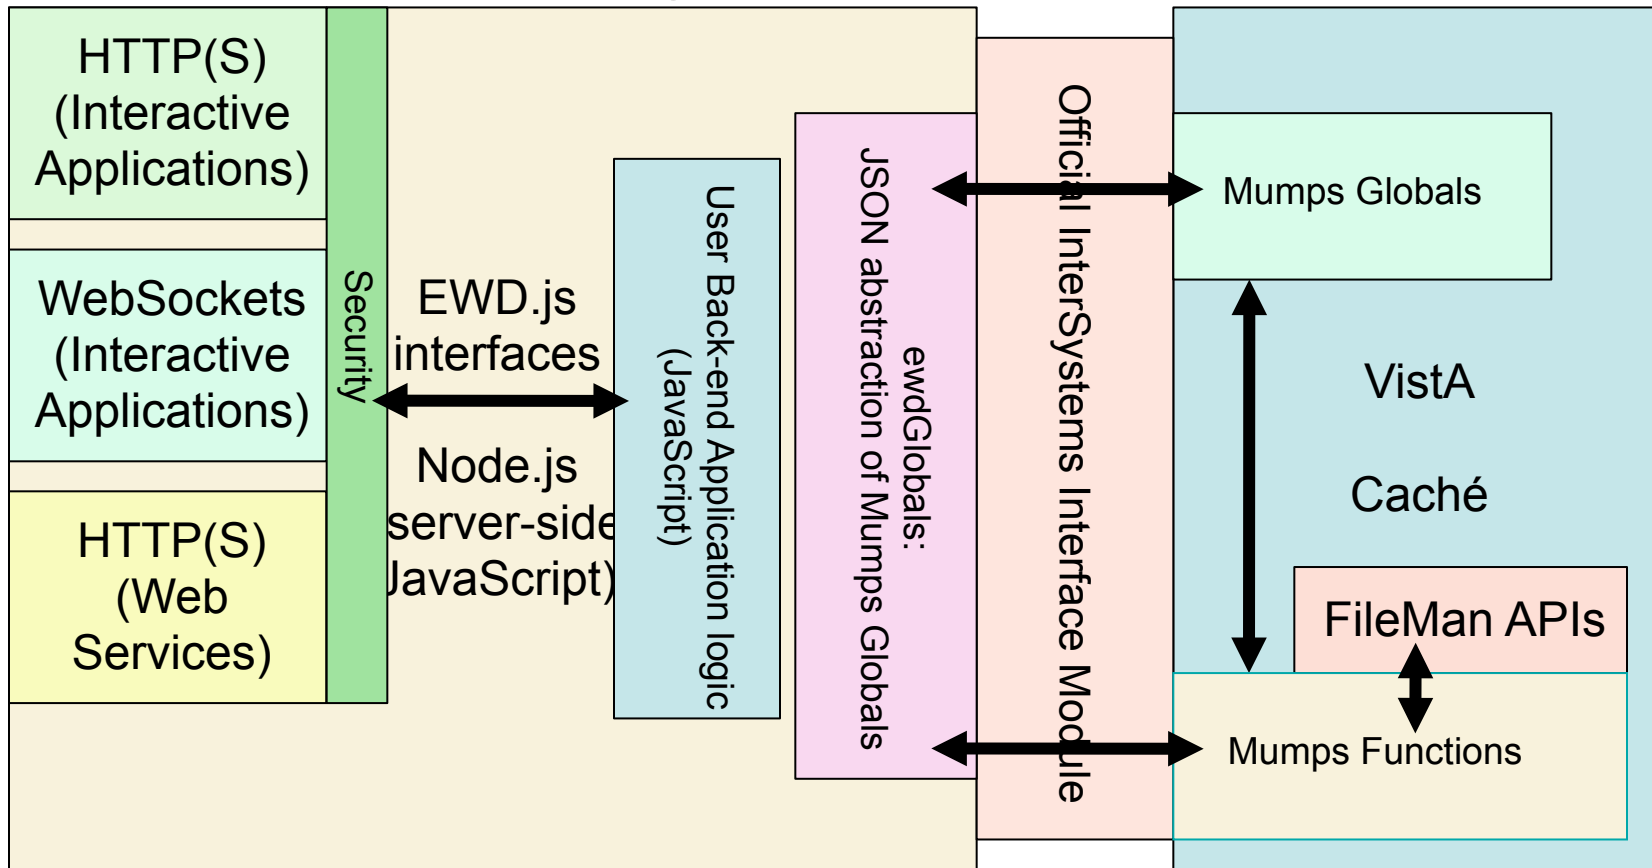 HTTP(S)
(Interactive
Applications)
WebSockets
(Interactive
Applications)
HTTP(S)
(Web
Services)
Security
EWD.js
interfaces
Node.js
server-side
JavaScript)
User Back-end Application logic
(JavaScript)
ewdGlobals:
JSON abstraction of Mumps Globals
Official InterSystems Interface Module
Mumps Globals
VistA
Caché
FileMan APIs
Mumps Functions